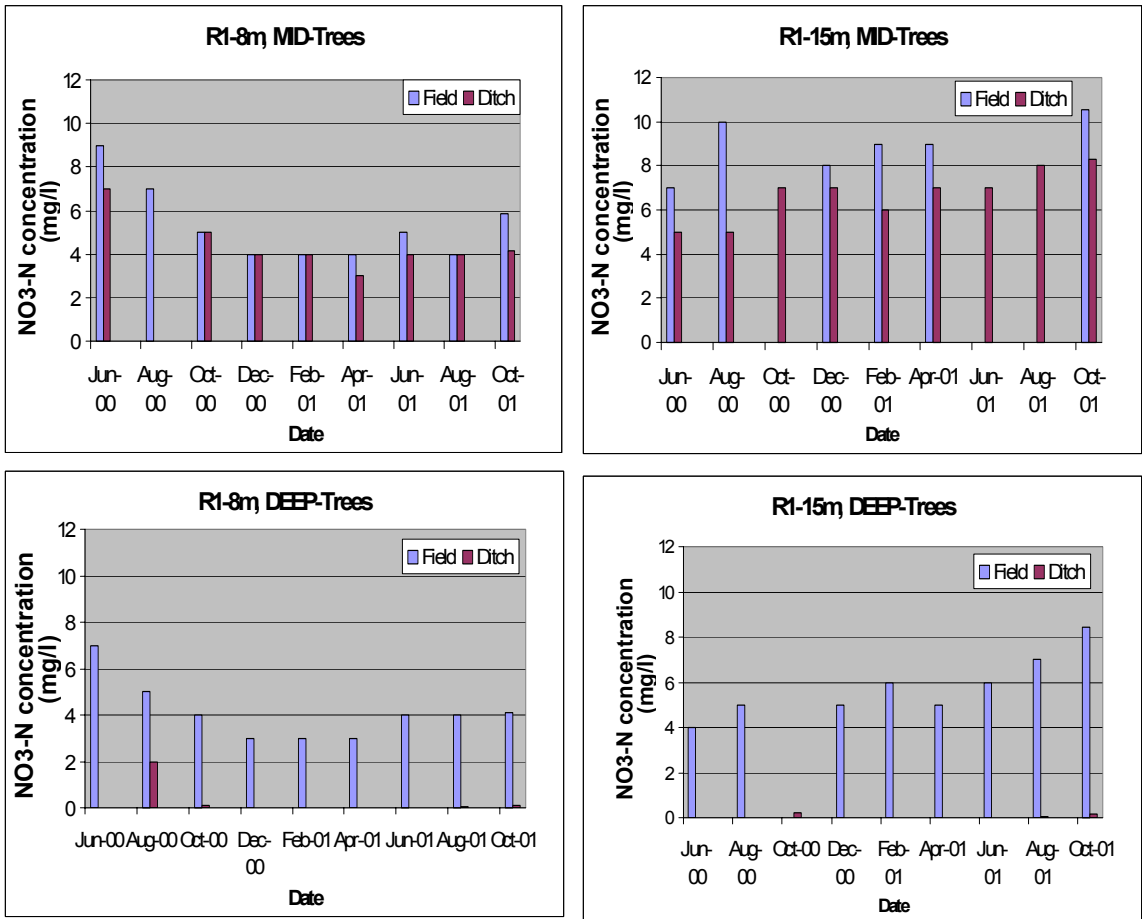 R1-8m, MID-Trees
NO3-N concentration
(mg/l)
12
10
8
6
4
2
0
Field Ditch
Jun-00 Aug-00 Oct-00 Dec-00 Feb-01 Apr-01 Jun-01 Aug-01 Oct-01
Date
R1-15m, MID-Trees
NO3-N concentration
(mg/l)
12
10
8
6
4
2
0
Field Ditch
Jun-00 Aug-00 Oct-00 Dec-00 Feb-01 Apr-01 Jun-01 Aug-01 Oct-01
Date
R1-8m, DEEP-Trees
NO3-N concentration
(mg/l)
12
10
8
6
4
2
0
Field Ditch
Jun-00 Aug-00 Oct-00 Dec-00 Feb-01 Apr-01 Jun-01 Aug-01 Oct-01
Date
R1-15m, DEEP-Trees
NO3-N concentration
(mg/l)
12
10
8
6
4
2
0
Field Ditch
Jun-00 Aug-00 Oct-00 Dec-00 Feb-01 Apr-01 Jun-01 Aug-01 Oct-01
Date